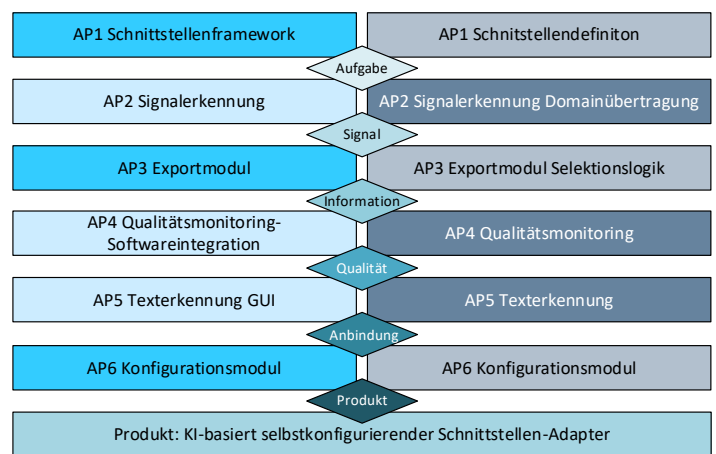 AP1 Schnittstellenframework
AP1 Schnitstellendefiniton
Aufgabe
AP2 Signalerkennung
AP2 Signalerkennung Domainübertragung
Signal
AP3 Exportmodul
AP3 Exportmodul Selektionslogik
Information
AP4 Qualitätsmonitoring-
Softwareintegration
AP4 Qualitätsmonitoring
Qualität
AP5 Texterkennung GUI
AP5 Texterkennung
Anbindung
AP6 Konfigurationsmodul
AP6 Konfigurationsmodul
Produkt
Produkt: KI-basiert selbstkonfigurierender Schnittstellen-Adapter